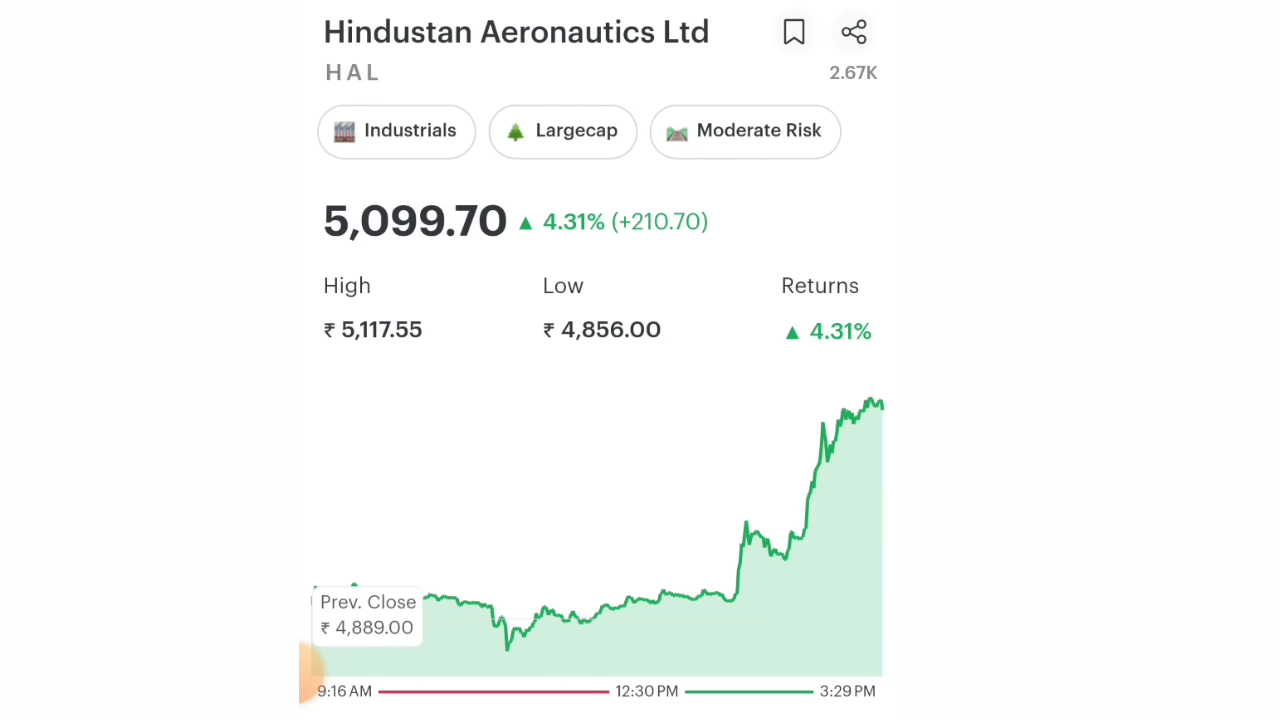 Hindustan Aeronautics Ltd
HAL
2.67K
Industrials
Largecap
Moderate Risk
5,099.70 ▲ 4.31% (+210.70)
High Low Returns
₹ 5,117.55 ₹ 4,856.00 ▲ 4.31%
Prev. Close
₹ 4,889.00
9:16 AM 12:30 PM 3:29 PM